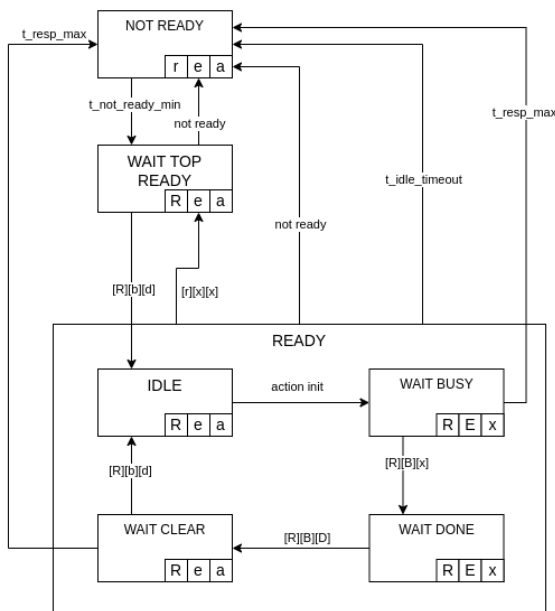 NOT READY
r e a
t_resp_max
t_not_ready_min
not ready
WAIT TOP
READY
R e a
t_resp_max
t_idle_timeout
not ready
[R][b][d]
[r][x][x]
READY
IDLE
R e a
action init
WAIT BUSY
R E x
[R][b][d]
[R][B][x]
WAIT CLEAR
R e a
[R][B][D]
WAIT DONE
R E x